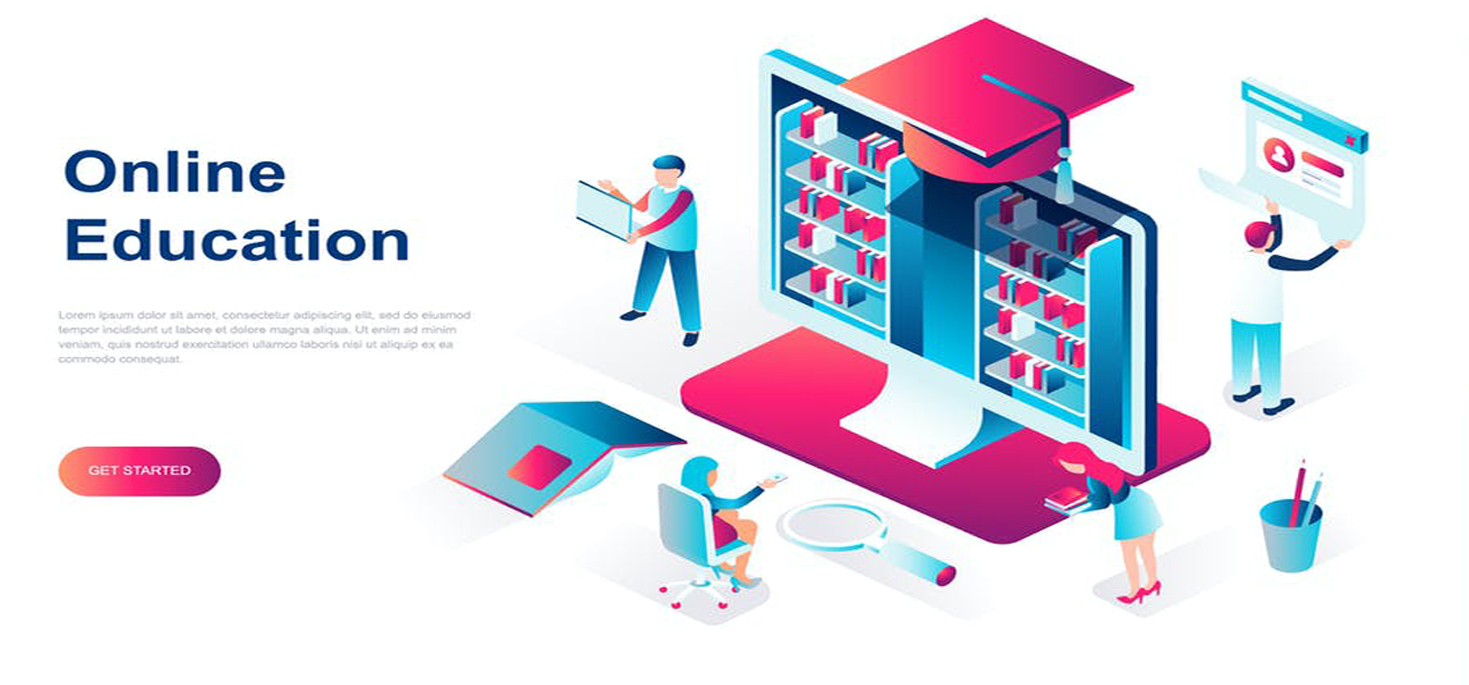 Online
Education
Lorem ipsum dolor sit amet, consectetur adipiscing elit, sed do eiusmod
tempor incididunt ut labore et dolore magna aliqua. Ut enim ad minim
veniam, quis nostrud exercitation ullamco laboris nisi ut aliquip ex ea
commodo consequat.
GET STARTED